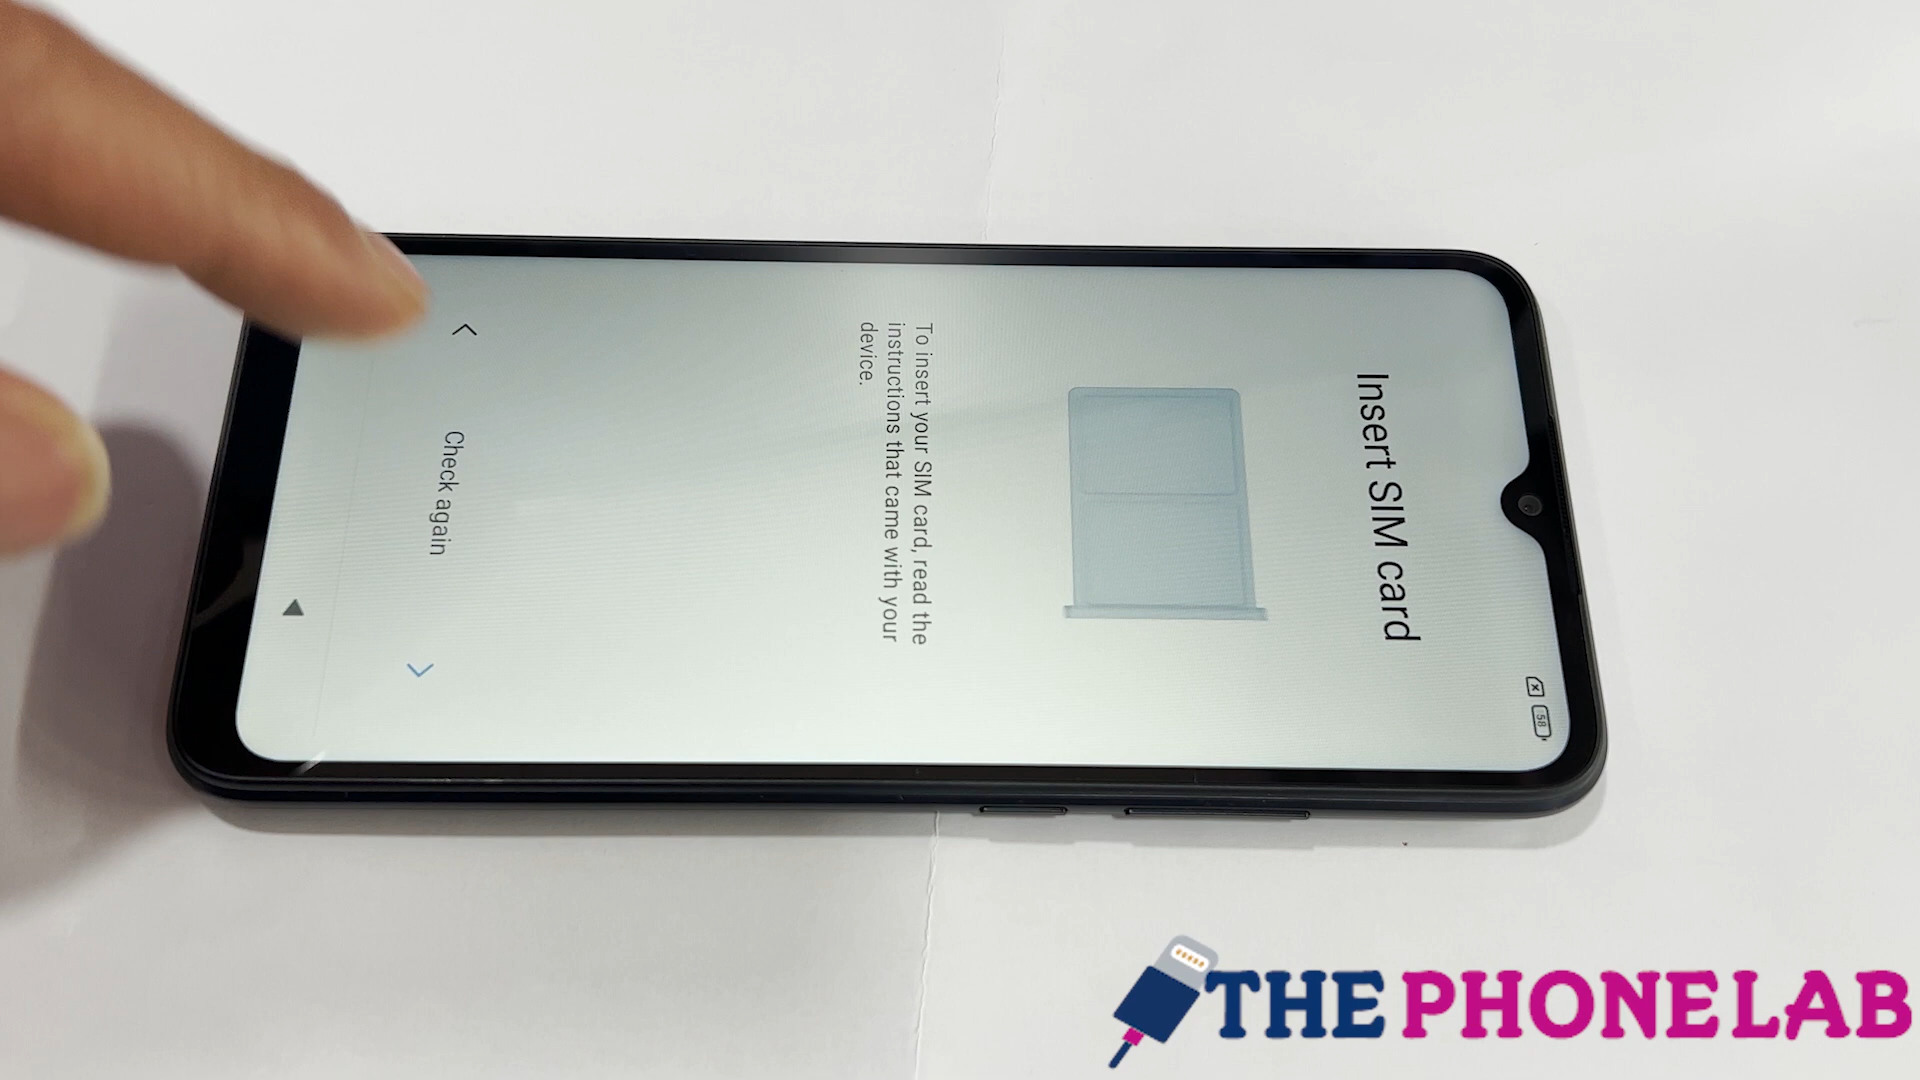 58
Insert SIM card
To insert your SIM card, read the
instructions that came with your
device.
Check again
THE PHONE LAB